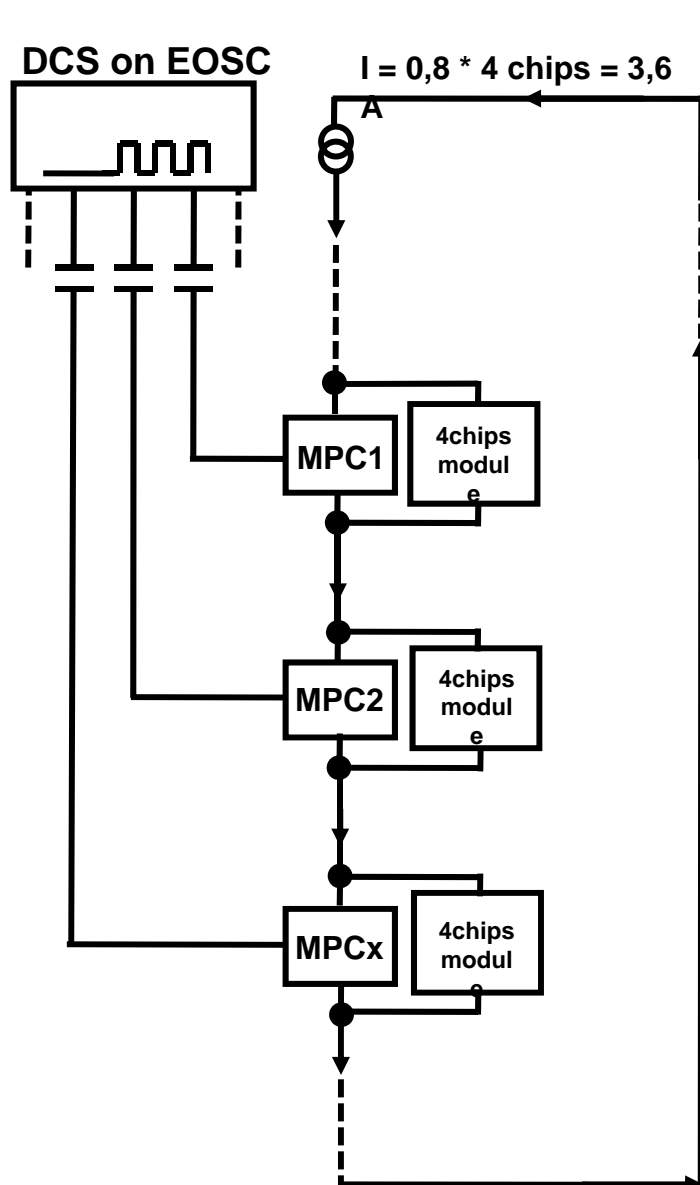 DCS on EOSC
I = 0,8 * 4 chips = 3,6
A
4chips
modul
e
MPC1
4chips
modul
e
MPC2
4chips
modul
e
MPCx